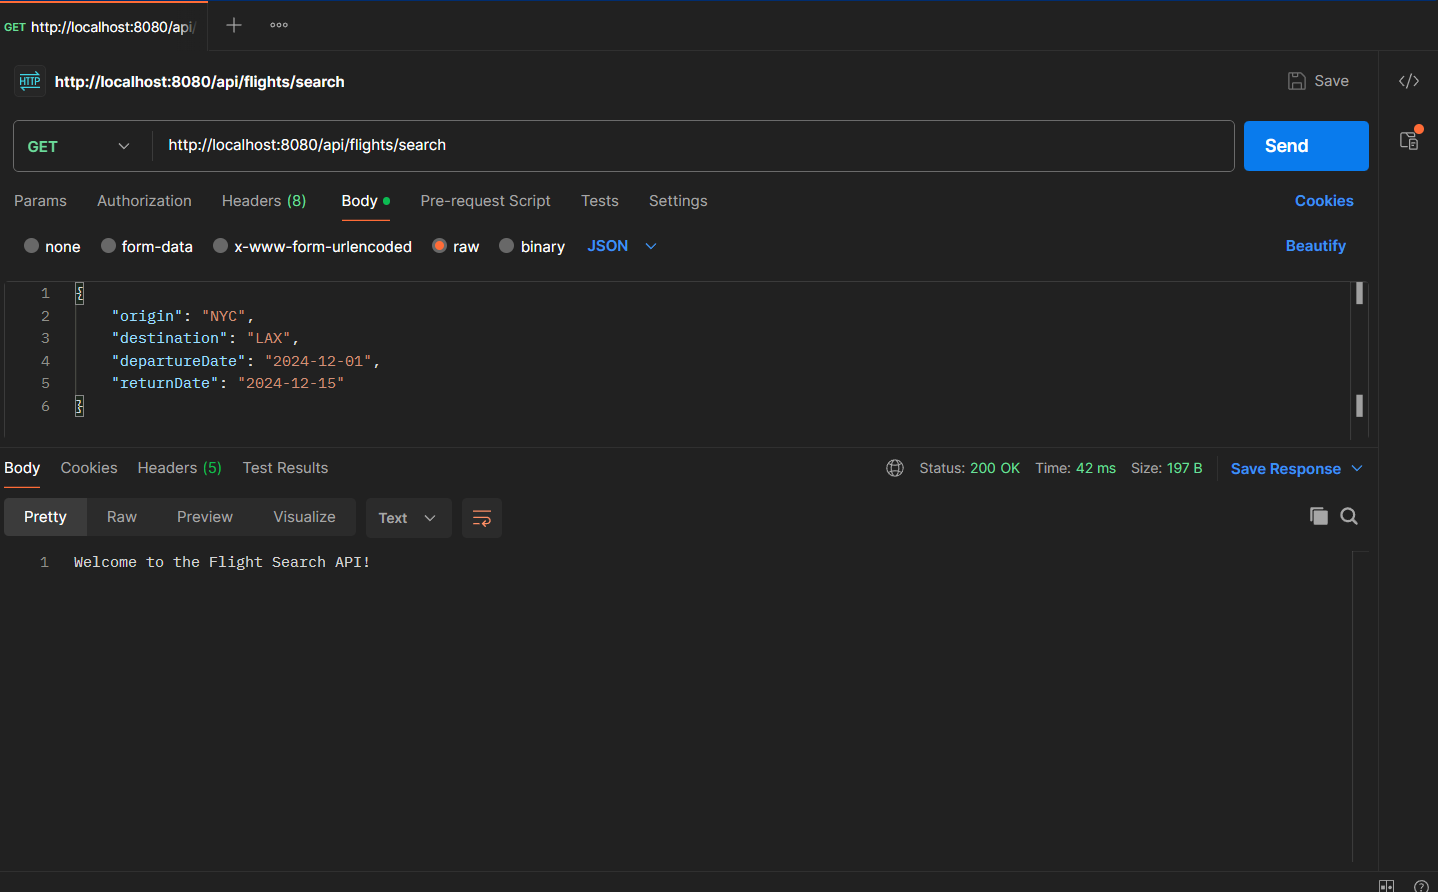 GET http://localhost:8080/api/
HTTP http://localhost:8080/api/flights/search
Save
GET http://localhost:8080/api/flights/search
Send
Params Authorization Headers (8) Body Pre-request Script Tests Settings Cookies
none form-data x-www-form-urlencoded raw binary JSON Beautify
1 {
2 "origin": "NYC",
3 "destination": "LAX",
4 "departureDate": "2024-12-01",
5 "returnDate": "2024-12-15"
6 }
Body Cookies Headers (5) Test Results Status: 200 OK Time: 42 ms Size: 197 B Save Response
Pretty Raw Preview Visualize Text
1 Welcome to the Flight Search API!